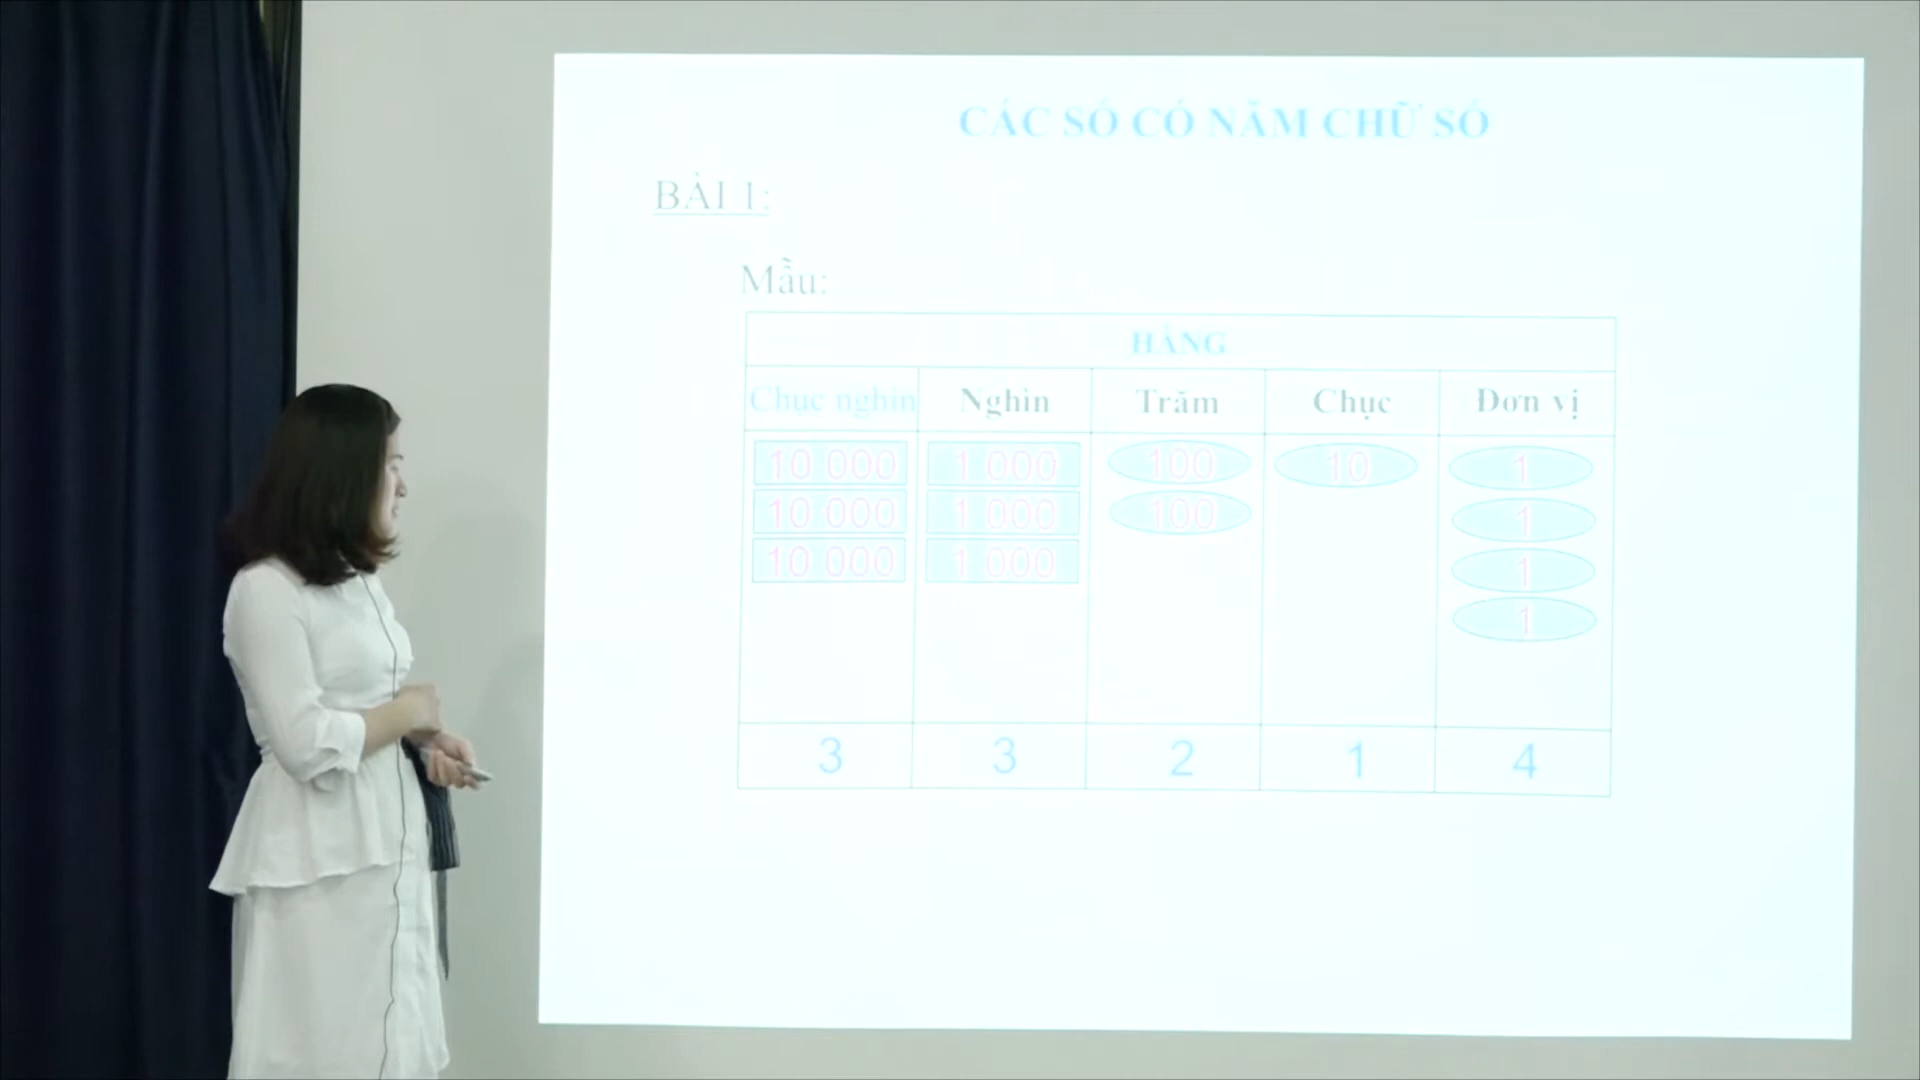 CÁC SỐ CÓ NĂM CHỮ SỐ
BÀI 1:
Mẫu:
HÀNG
Chục nghìn Nghìn Trăm Chục Đơn vị
10 000 1 000 100 10 1
10 000 1 000 100 1
10 000 1 000 1
1
3 3 2 1 4